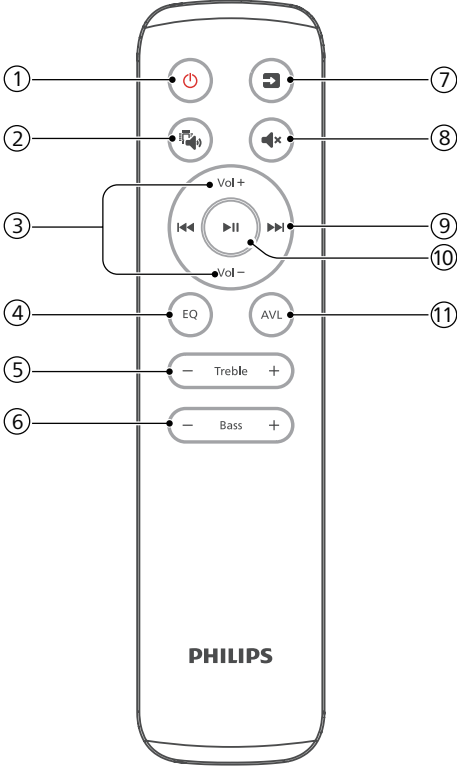 ① ⑦
② ⑧
Vol +
③ ⑨
⑩
Vol −
④ EQ AVL ⑪
⑤ − Treble +
⑥ − Bass +
PHILIPS